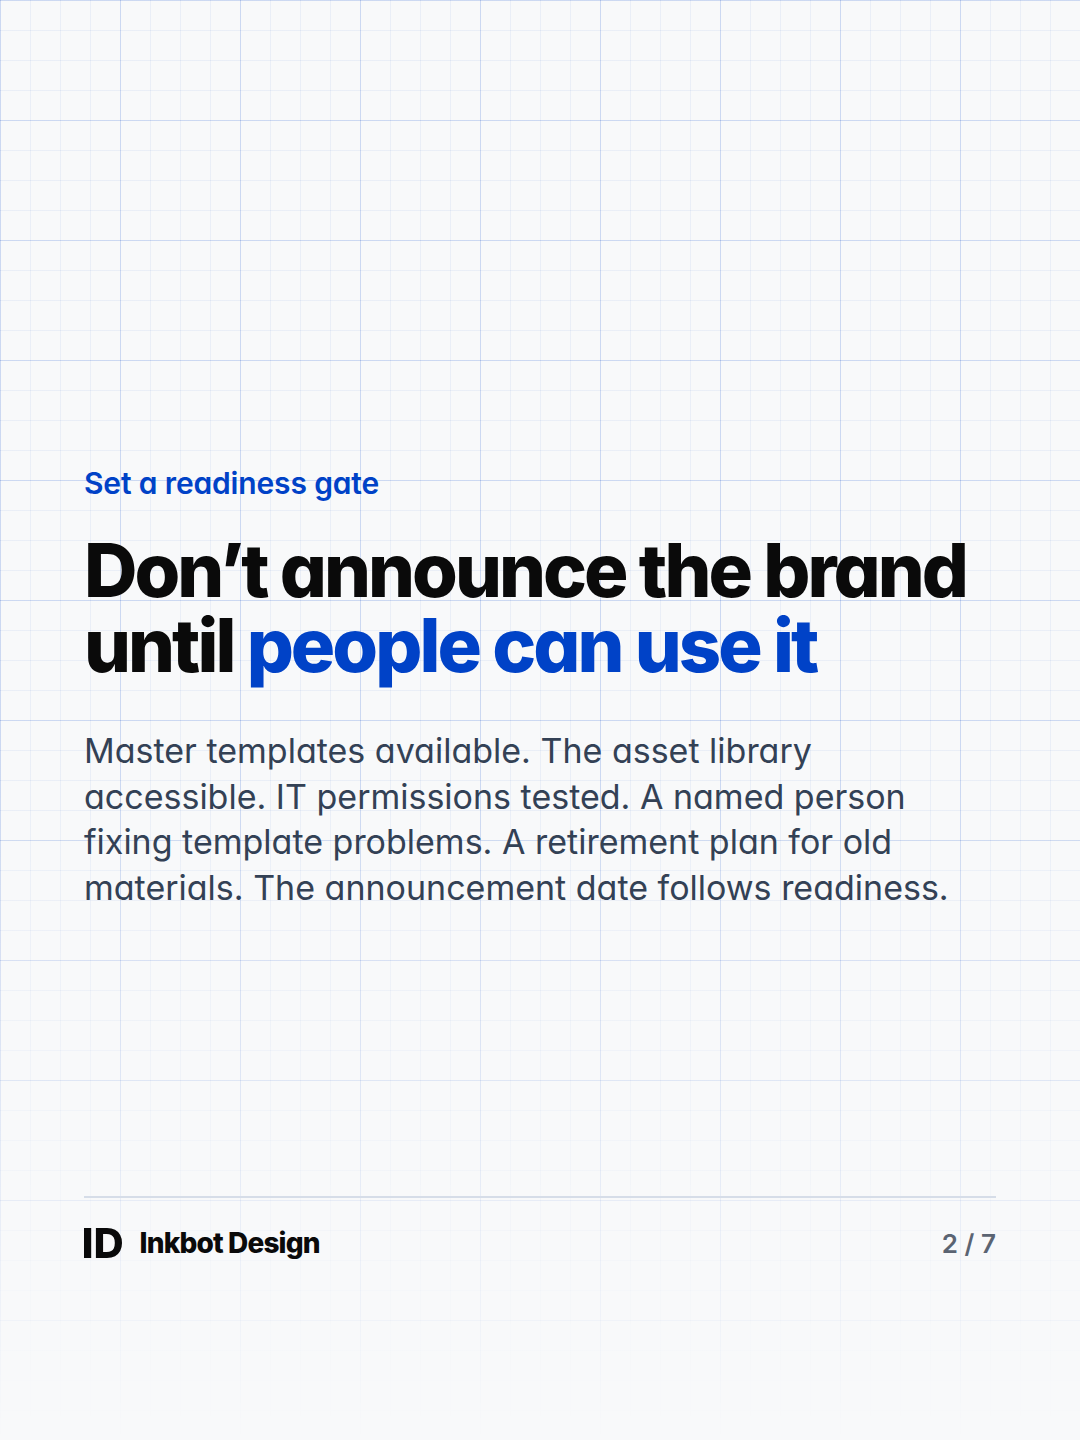 Set a readiness gate
Don’t announce the brand
until people can use it
Master templates available. The asset library
accessible. IT permissions tested. A named person
fixing template problems. A retirement plan for old
materials. The announcement date follows readiness.
ID Inkbot Design
2 / 7